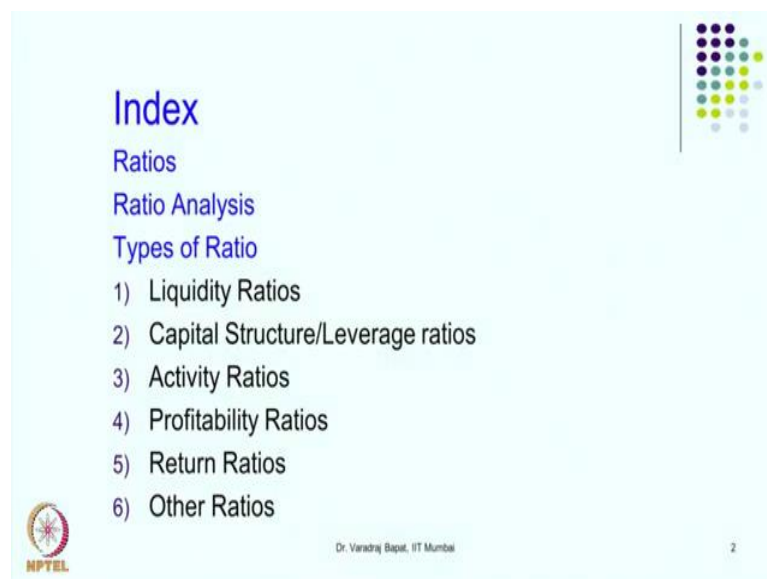 Index
Ratios
Ratio Analysis
Types of Ratio
1) Liquidity Ratios
2) Capital Structure/Leverage ratios
3) Activity Ratios
4) Profitability Ratios
5) Return Ratios
6) Other Ratios
NPTEL
Dr. Varadraj Bapat, IIT Mumbai
2